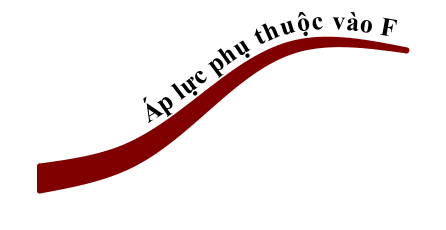 Áp lực phụ thuộc vào F